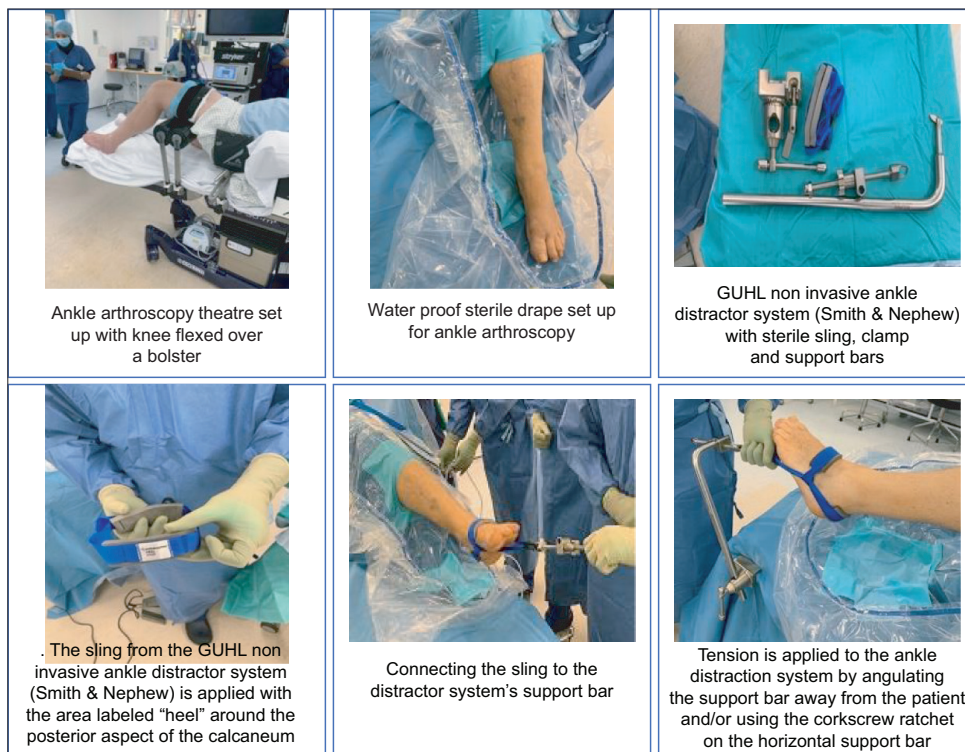 stryker
Ankle arthroscopy theatre set
up with knee flexed over
a bolster
Water proof sterile drape set up
for ankle arthroscopy
GUHL non invasive ankle
distractor system (Smith & Nephew)
with sterile sling, clamp
and support bars
. The sling from the GUHL non
invasive ankle distractor system
(Smith & Nephew) is applied with
the area labeled “heel” around the
posterior aspect of the calcaneum
Connecting the sling to the
distractor system’s support bar
Tension is applied to the ankle
distraction system by angulating
the support bar away from the patient
and/or using the corkscrew ratchet
on the horizontal support bar